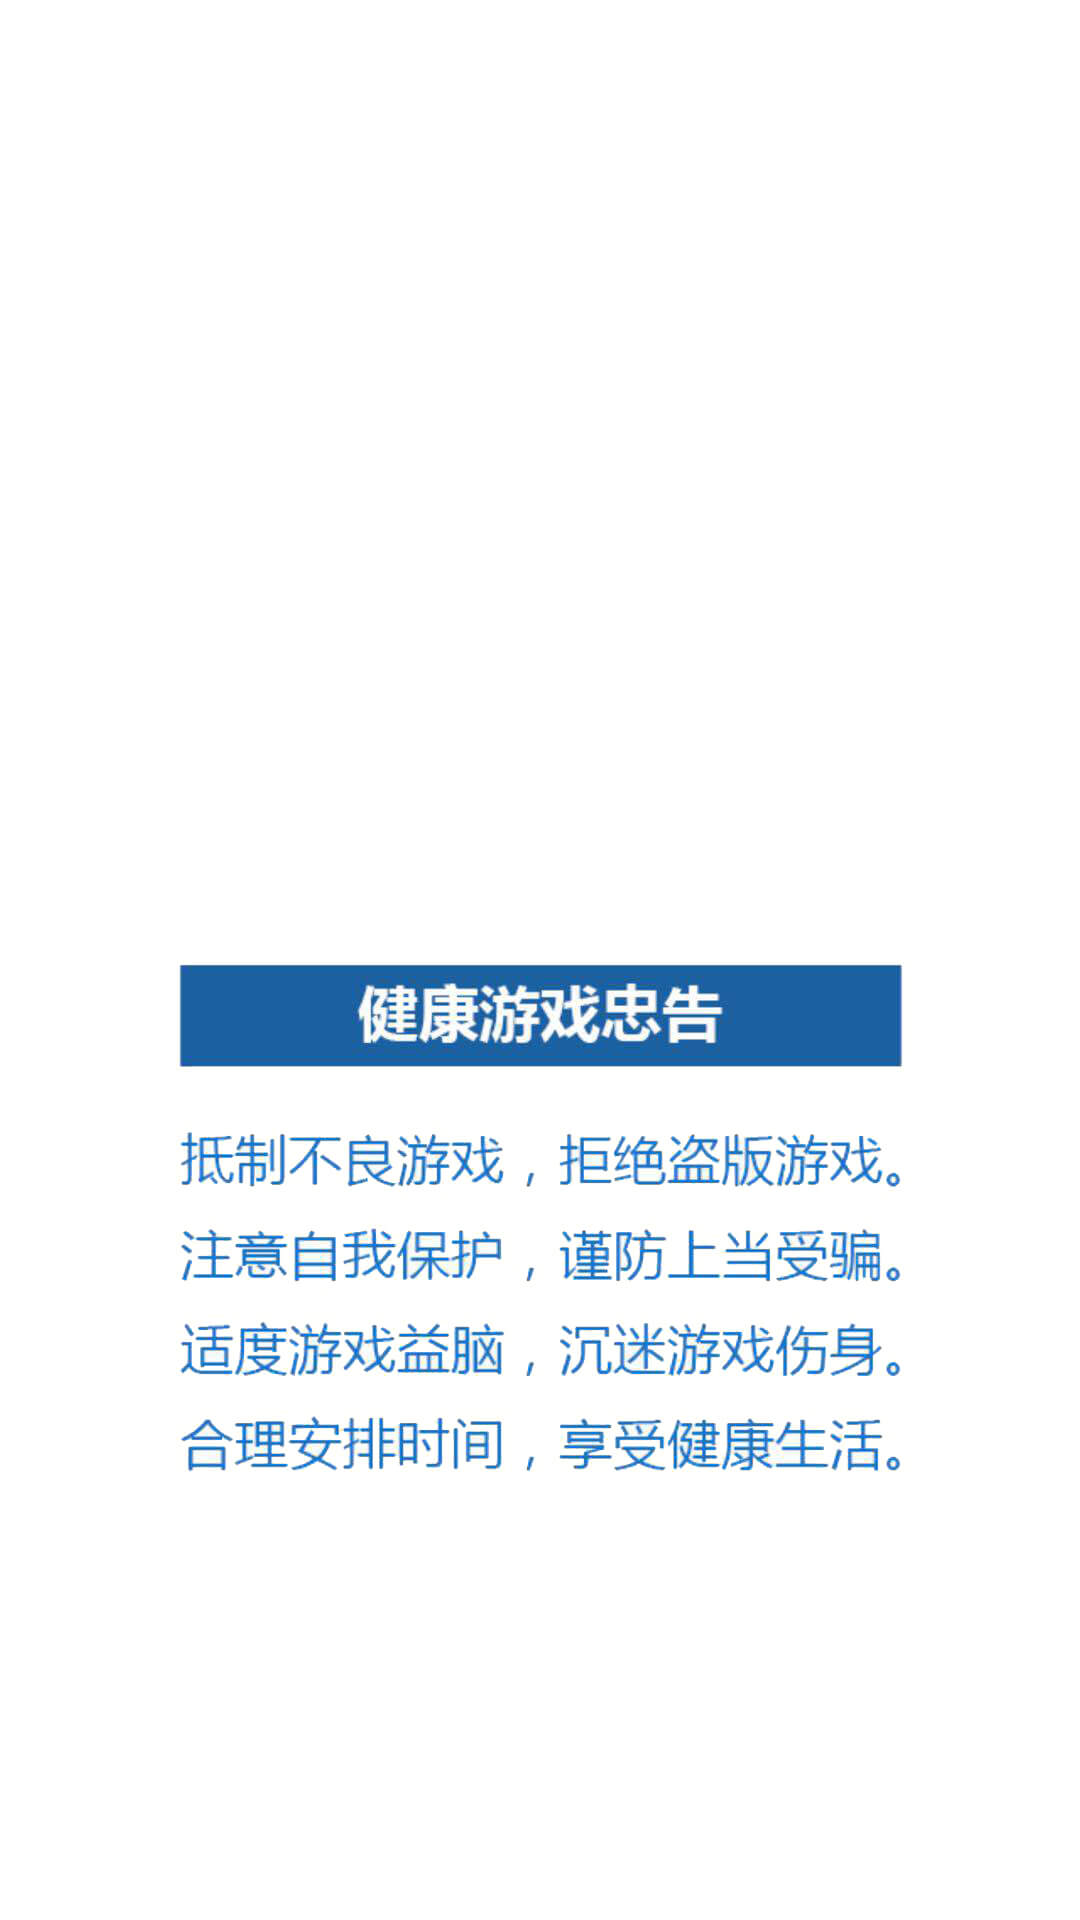 健康游戏忠告
抵制不良游戏，拒绝盗版游戏。
注意自我保护，谨防上当受骗。
适度游戏益脑，沉迷游戏伤身。
合理安排时间，享受健康生活。